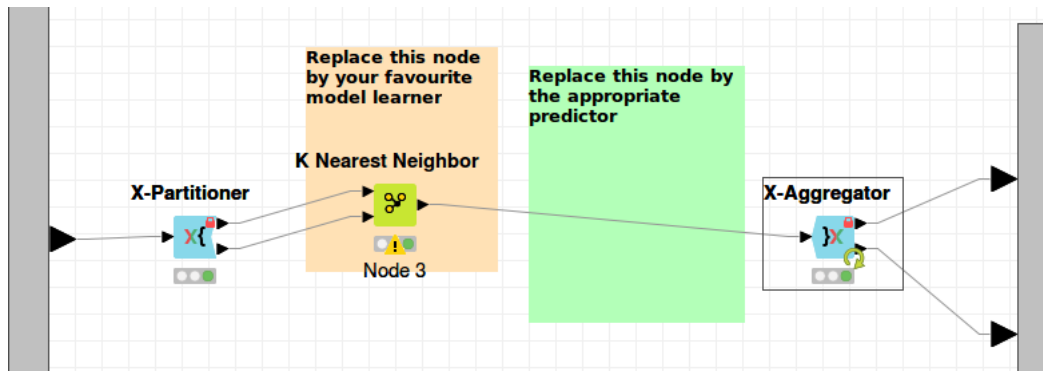 Replace this node
by your favourite
model learner
Replace this node by
the appropriate
predictor
K Nearest Neighbor
X-Partitioner
X-Aggregator
X{
}X
!
Node 3